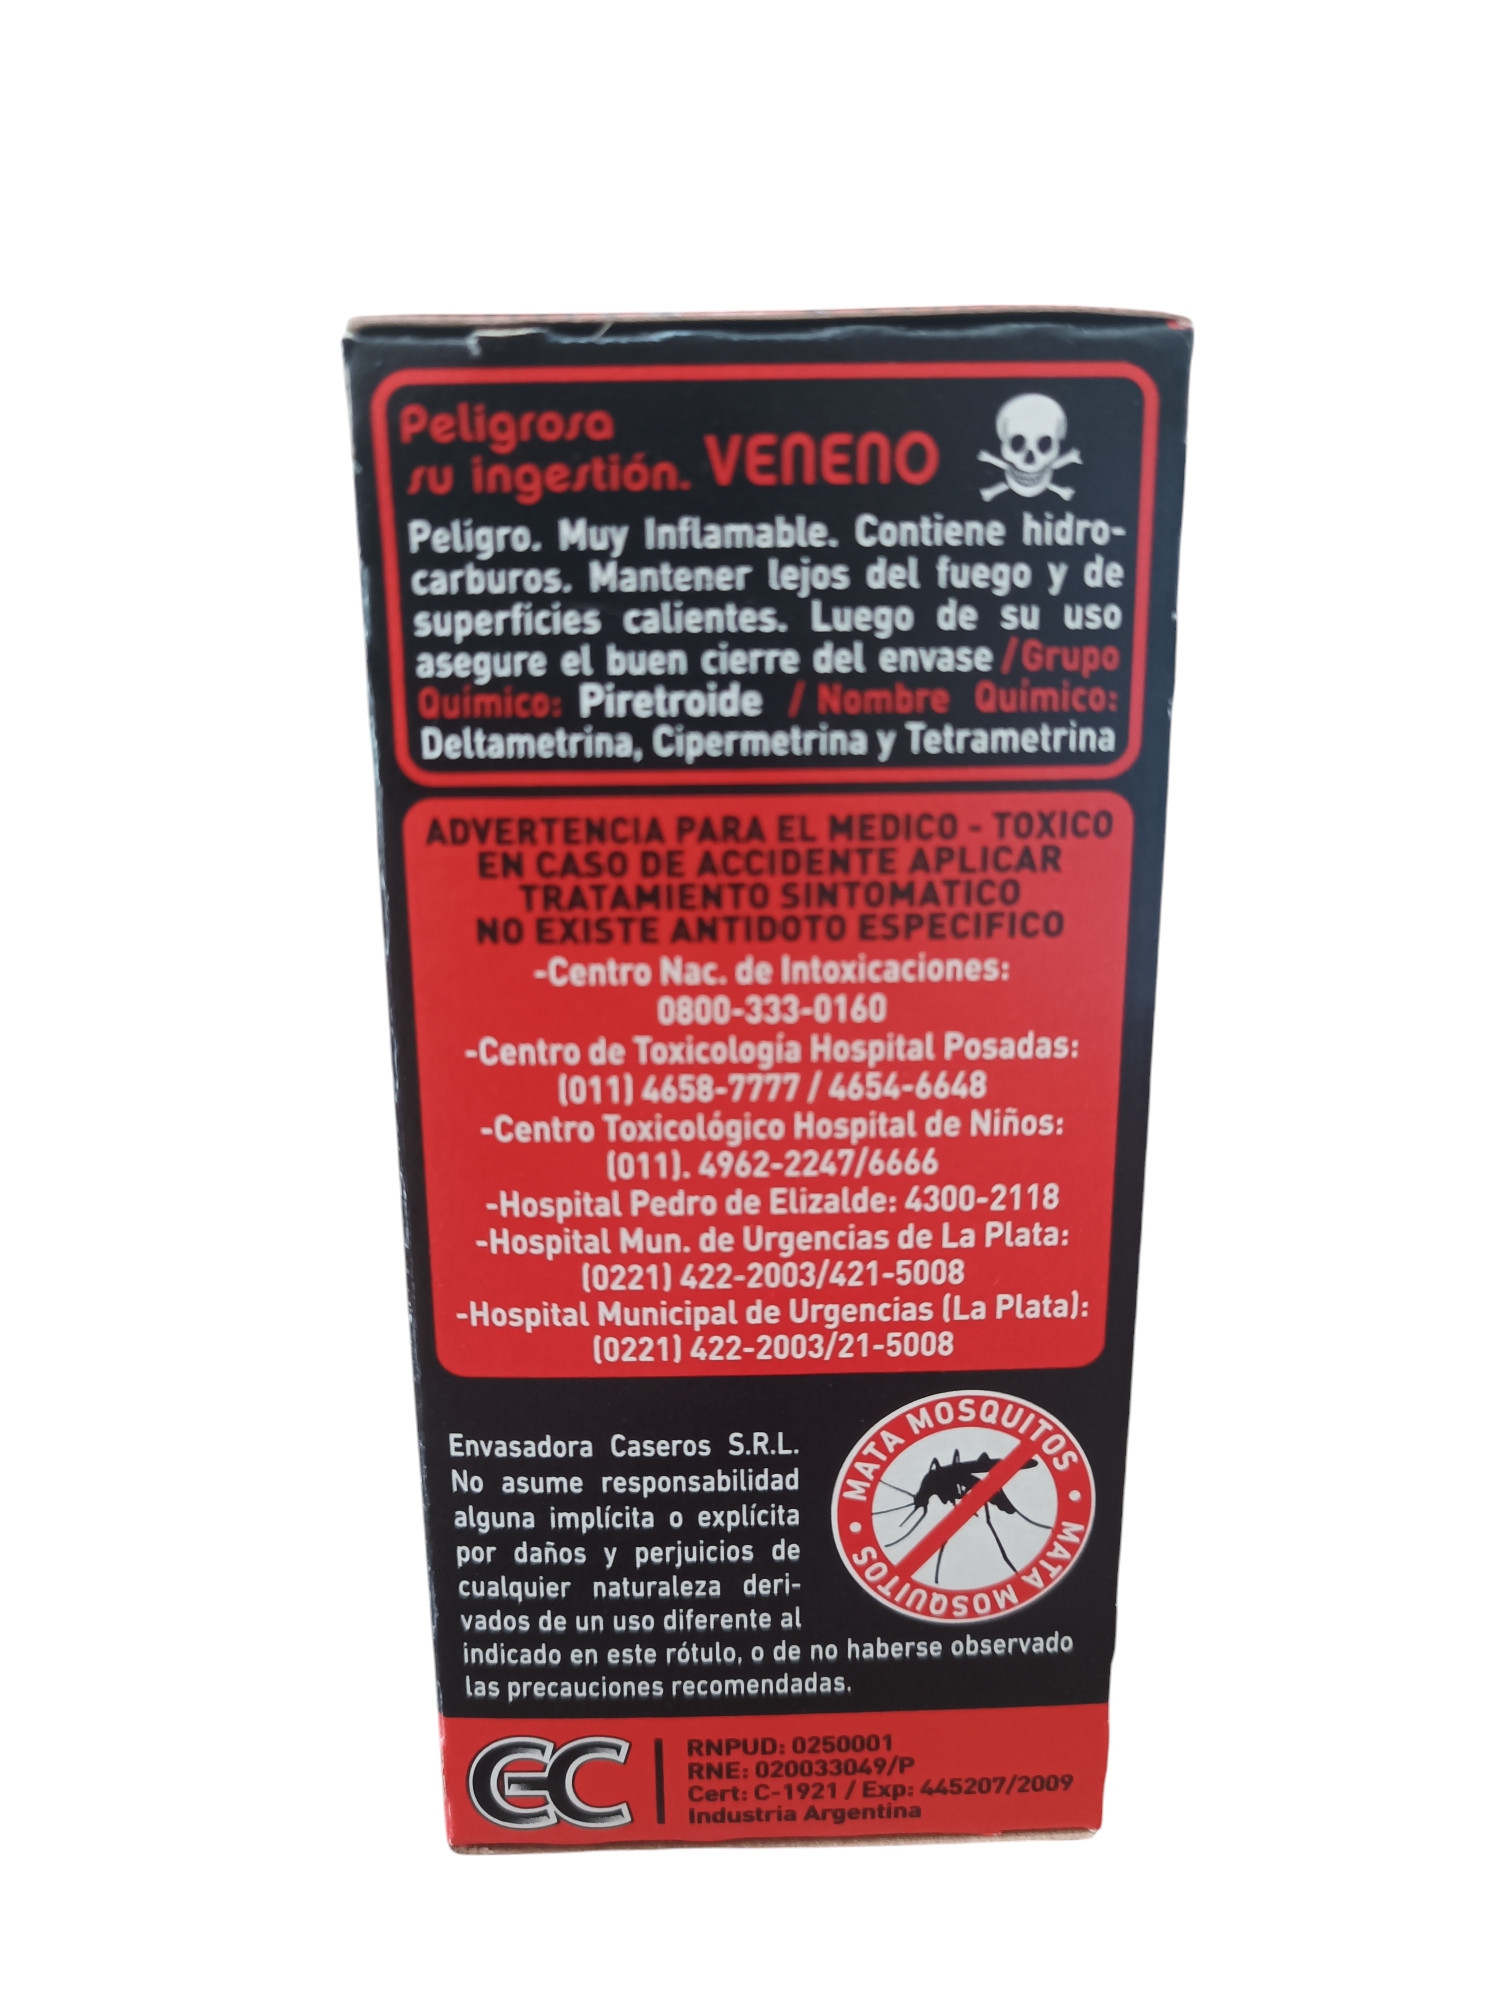 Peligrosa
su ingestión. VENENO
Peligro. Muy Inflamable. Contiene hidro-
carburos. Mantener lejos del fuego y de
superficies calientes. Luego de su uso
asegure el buen cierre del envase /Grupo
Químico: Piretroide / Nombre Químico:
Deltametrina, Cipermetrina y Tetrametrina
ADVERTENCIA PARA EL MEDICO - TOXICO
EN CASO DE ACCIDENTE APLICAR
TRATAMIENTO SINTOMATICO
NO EXISTE ANTIDOTO ESPECIFICO
-Centro Nac. de Intoxicaciones:
0800-333-0160
-Centro de Toxicología Hospital Posadas:
(011) 4658-7777 / 4654-6648
-Centro Toxicológico Hospital de Niños:
(011). 4962-2247/6666
-Hospital Pedro de Elizalde: 4300-2118
-Hospital Mun. de Urgencias de La Plata:
(0221) 422-2003/421-5008
-Hospital Municipal de Urgencias (La Plata):
(0221) 422-2003/21-5008
MATA MOSQUITOS • MATA MOSQUITOS •
Envasadora Caseros S.R.L.
No asume responsabilidad
alguna implícita o explícita
por daños y perjuicios de
cualquier naturaleza deri-
vados de un uso diferente al
indicado en este rótulo, o de no haberse observado
las precauciones recomendadas.
EC
RNPUD: 0250001
RNE: 020033049/P
Cert: C-1921 / Exp: 445207/2009
Industria Argentina